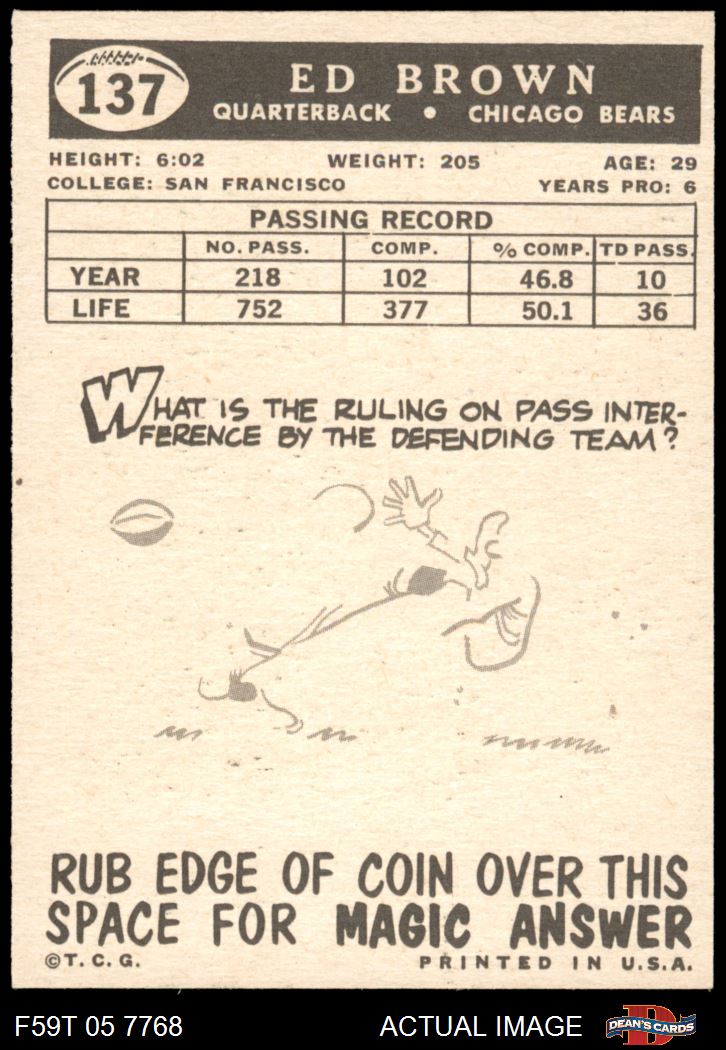 137
ED BROWN
QUARTERBACK • CHICAGO BEARS
HEIGHT: 6:02 WEIGHT: 205 AGE: 29
COLLEGE: SAN FRANCISCO YEARS PRO: 6
PASSING RECORD
NO. PASS. COMP. % COMP. TD PASS.
YEAR 218 102 46.8 10
LIFE 752 377 50.1 36
WHAT IS THE RULING ON PASS INTER-
FERENCE BY THE DEFENDING TEAM?
RUB EDGE OF COIN OVER THIS
SPACE FOR MAGIC ANSWER
©T. C. G. PRINTED IN U.S.A.
F59T 05 7768 ACTUAL IMAGE D DEAN'S CARDS